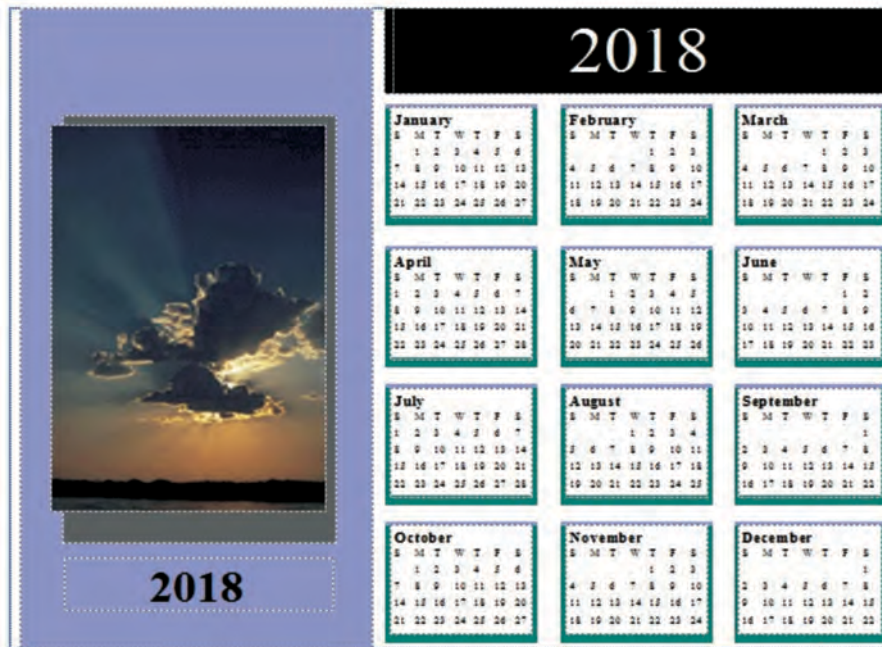 2018
2018
January
S M T W T F S
1 2 3 4 5 6
7 8 9 10 11 12 13
14 15 16 17 18 19 20
21 22 23 24 25 26 27
February
S M T W T F S
1 2 3
4 5 6 7 8 9 10
11 12 13 14 15 16 17
18 19 20 21 22 23 24
March
S M T W T F S
1 2 3
4 5 6 7 8 9 10
11 12 13 14 15 16 17
18 19 20 21 22 23 24
April
S M T W T F S
1 2 3 4 5 6 7
8 9 10 11 12 13 14
15 16 17 18 19 20 21
22 23 24 25 26 27 28
May
S M T W T F S
1 2 3 4 5
6 7 8 9 10 11 12
13 14 15 16 17 18 19
20 21 22 23 24 25 26
June
S M T W T F S
1 2
3 4 5 6 7 8 9
10 11 12 13 14 15 16
17 18 19 20 21 22 23
July
S M T W T F S
1 2 3 4 5 6 7
8 9 10 11 12 13 14
15 16 17 18 19 20 21
22 23 24 25 26 27 28
August
S M T W T F S
1 2 3 4
5 6 7 8 9 10 11
12 13 14 15 16 17 18
19 20 21 22 23 24 25
September
S M T W T F S
1
2 3 4 5 6 7 8
9 10 11 12 13 14 15
16 17 18 19 20 21 22
October
S M T W T F S
1 2 3 4 5 6
7 8 9 10 11 12 13
14 15 16 17 18 19 20
21 22 23 24 25 26 27
November
S M T W T F S
1 2 3
4 5 6 7 8 9 10
11 12 13 14 15 16 17
18 19 20 21 22 23 24
December
S M T W T F S
1
2 3 4 5 6 7 8
9 10 11 12 13 14 15
16 17 18 19 20 21 22